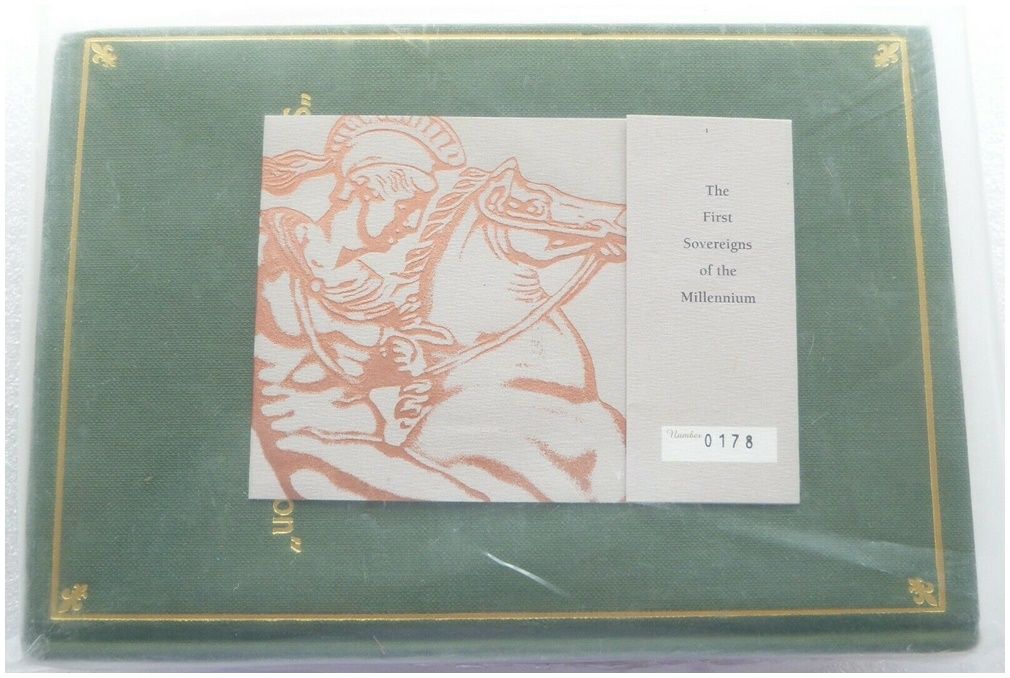 The
First
Sovereigns
of the
Millennium
Number 0178